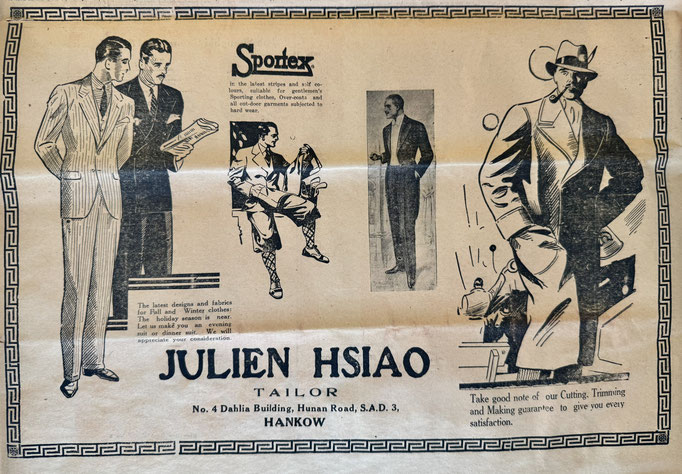 Sportex
In the latest stripes and self co-
lours, suitable for gentlemen's
Sporting clothes, Over-coats and
all out-door garments subjected to
hard wear.
The latest designs and fabrics
for Fall and Winter clothes:
The holiday season is near.
Let us make you an evening
suit or dinner suit. We will
appreciate your consideration.
JULIEN HSIAO
TAILOR
No. 4 Dahlia Building, Hunan Road, S.A.D. 3,
HANKOW
Take good note of our Cutting, Trimming
and Making guarantee to give you every
satisfaction.